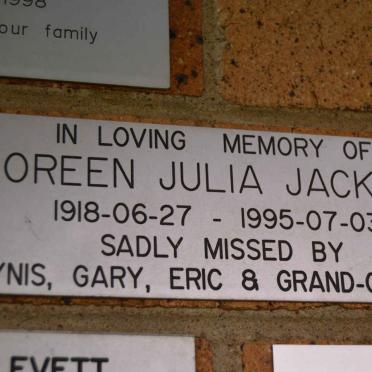 1998
our family
IN LOVING MEMORY OF
OREEN JULIA JACK
1918-06-27 - 1995-07-03
SADLY MISSED BY
YNIS, GARY, ERIC & GRAND-C
EVETT